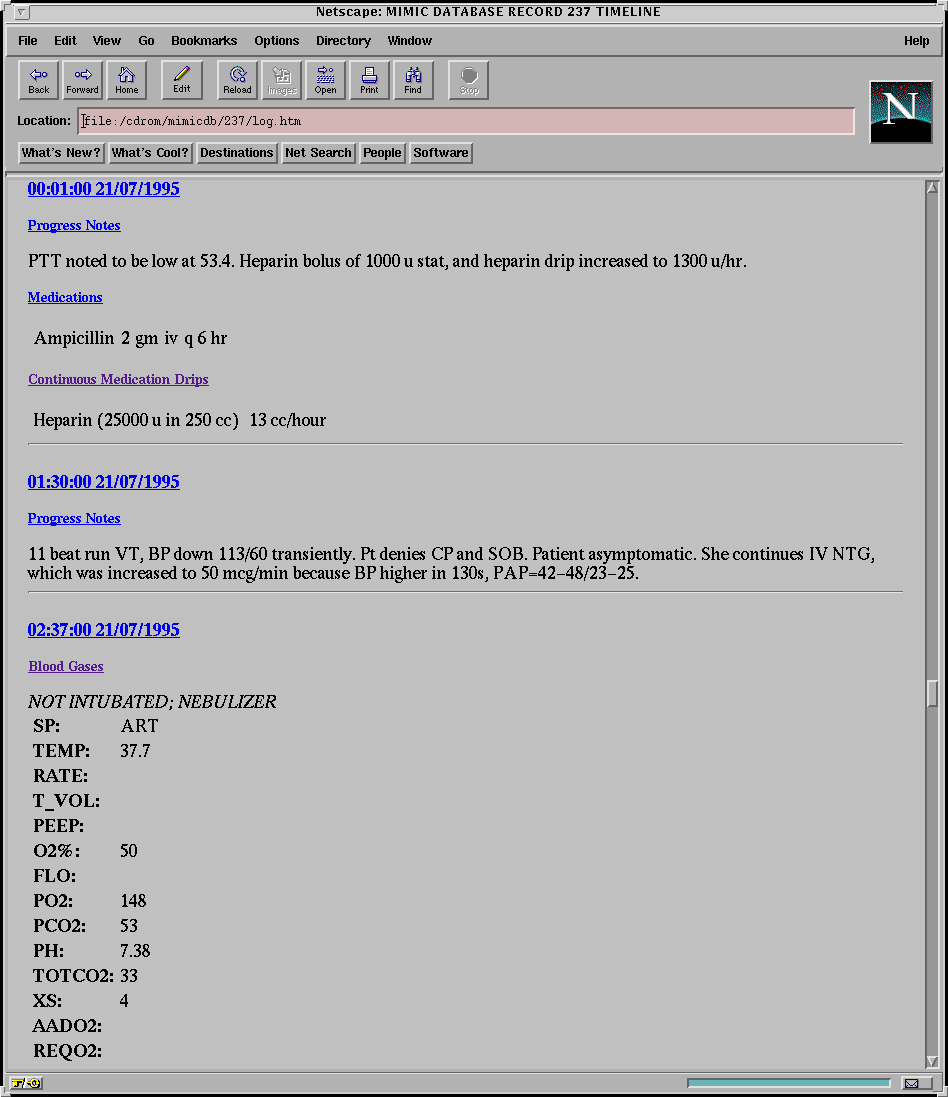 Netscape: MIMIC DATABASE RECORD 237 TIMELINE
File Edit View Go Bookmarks Options Directory Window Help
Back Forward Home Edit Reload Images Open Print Find Stop
Location: file:/cdrom/mimicdb/237/log.htm
N
What's New? What's Cool? Destinations Net Search People Software
00:01:00 21/07/1995
Progress Notes
PTT noted to be low at 53.4. Heparin bolus of 1000 u stat, and heparin drip increased to 1300 u/hr.
Medications
Ampicillin 2 gm iv q 6 hr
Continuous Medication Drips
Heparin (25000 u in 250 cc) 13 cc/hour
01:30:00 21/07/1995
Progress Notes
11 beat run VT, BP down 113/60 transiently. Pt denies CP and SOB. Patient asymptomatic. She continues IV NTG,
which was increased to 50 mcg/min because BP higher in 130s, PAP=42-48/23-25.
02:37:00 21/07/1995
Blood Gases
NOT INTUBATED; NEBULIZER
SP: ART
TEMP: 37.7
RATE:
T_VOL:
PEEP:
O2%: 50
FLO:
PO2: 148
PCO2: 53
PH: 7.38
TOTCO2: 33
XS: 4
AADO2:
REQO2: